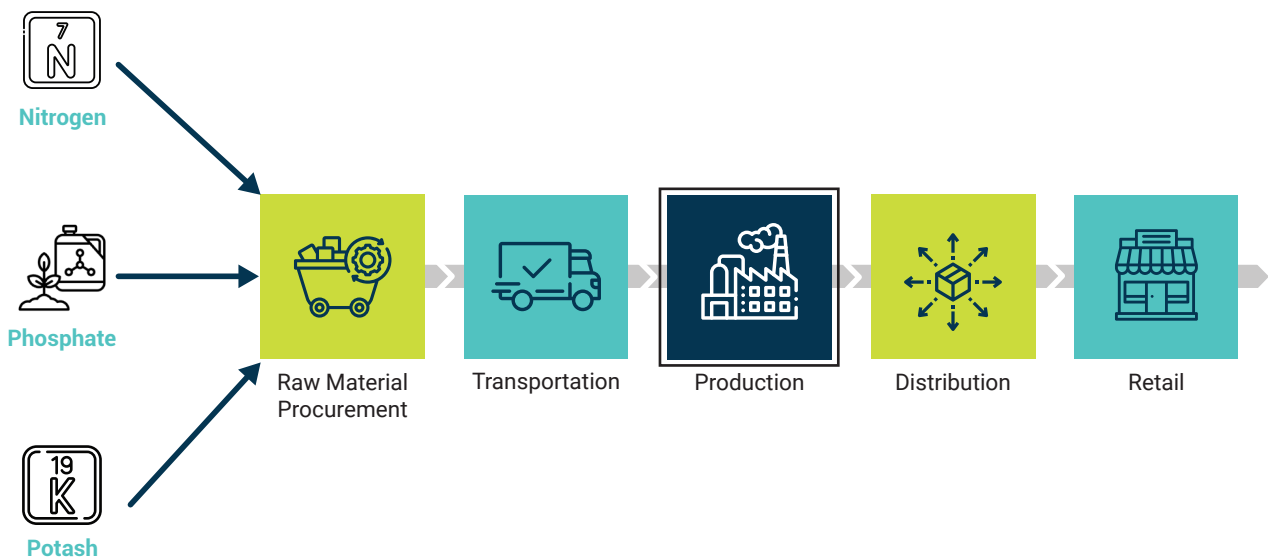 7
N
Nitrogen
Phosphate
19
K
Potash
Raw Material
Procurement
Transportation
Production
Distribution
Retail